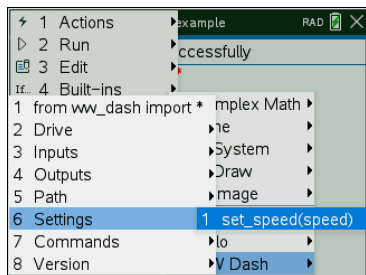 1 Actions
example RAD
2 Run
ccessfully
3 Edit
If... 4 Built-ins
1 from ww_dash import *
mplex Math
2 Drive
ne
3 Inputs
System
4 Outputs
Draw
5 Path
mage
6 Settings
1 set_speed(speed)
7 Commands
lo
8 Version
V Dash